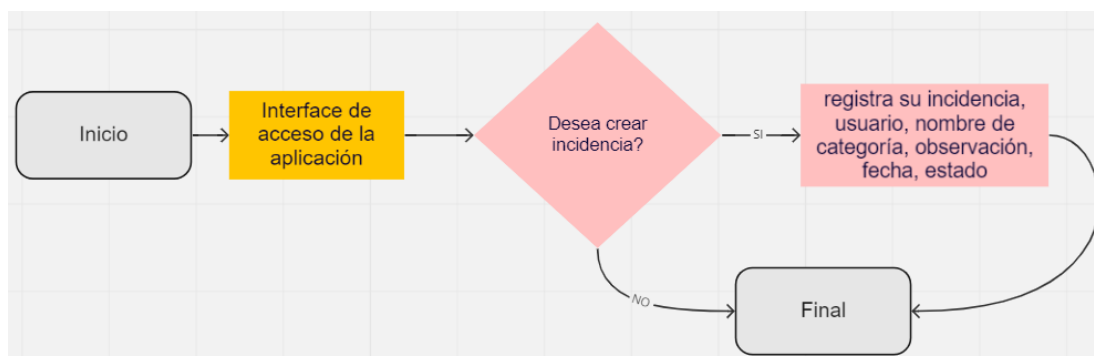 Inicio
Interface de
acceso de la
aplicación
Desea crear
incidencia?
SI
registra su incidencia,
usuario, nombre de
categoría, observación,
fecha, estado
NO
Final